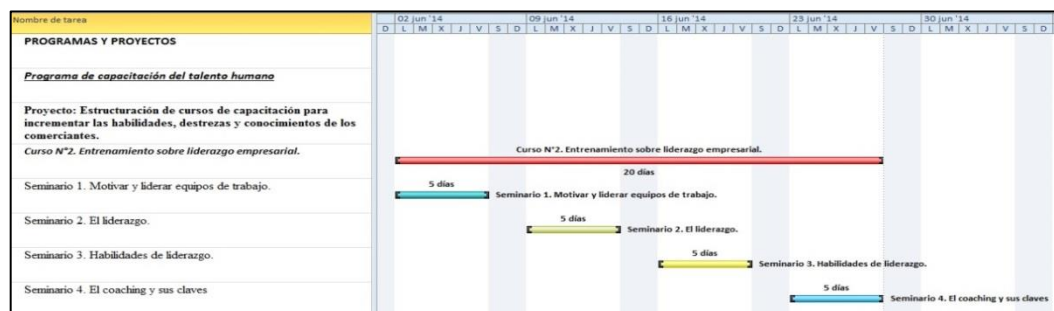 Nombre de tarea
02 jun '14 09 jun '14 16 jun '14 23 jun '14 30 jun '14
D L M X J V S D L M X J V S D L M X J V S D L M X J V S D L M X J V S D
PROGRAMAS Y PROYECTOS
Programa de capacitación del talento humano
Proyecto: Estructuración de cursos de capacitación para
incrementar las habilidades, destrezas y conocimientos de los
comerciantes.
Curso N°2. Entrenamiento sobre liderazgo empresarial.
Curso N°2. Entrenamiento sobre liderazgo empresarial.
20 días
Seminario 1. Motivar y liderar equipos de trabajo.
5 días
Seminario 1. Motivar y liderar equipos de trabajo.
Seminario 2. El liderazgo.
5 días
Seminario 2. El liderazgo.
Seminario 3. Habilidades de liderazgo.
5 días
Seminario 3. Habilidades de liderazgo.
Seminario 4. El coaching y sus claves
5 días
Seminario 4. El coaching y sus claves